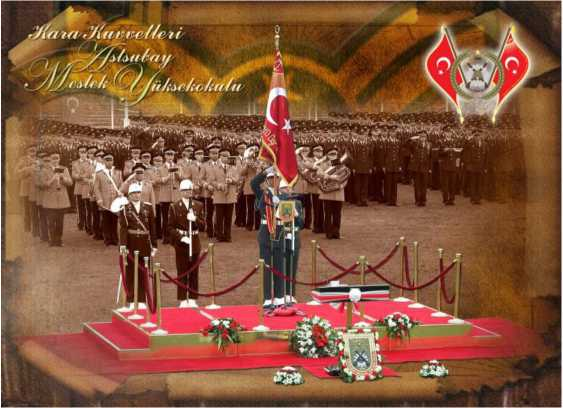 Kara Kuvvetleri
Astsubay
Meslek Yüksekokulu